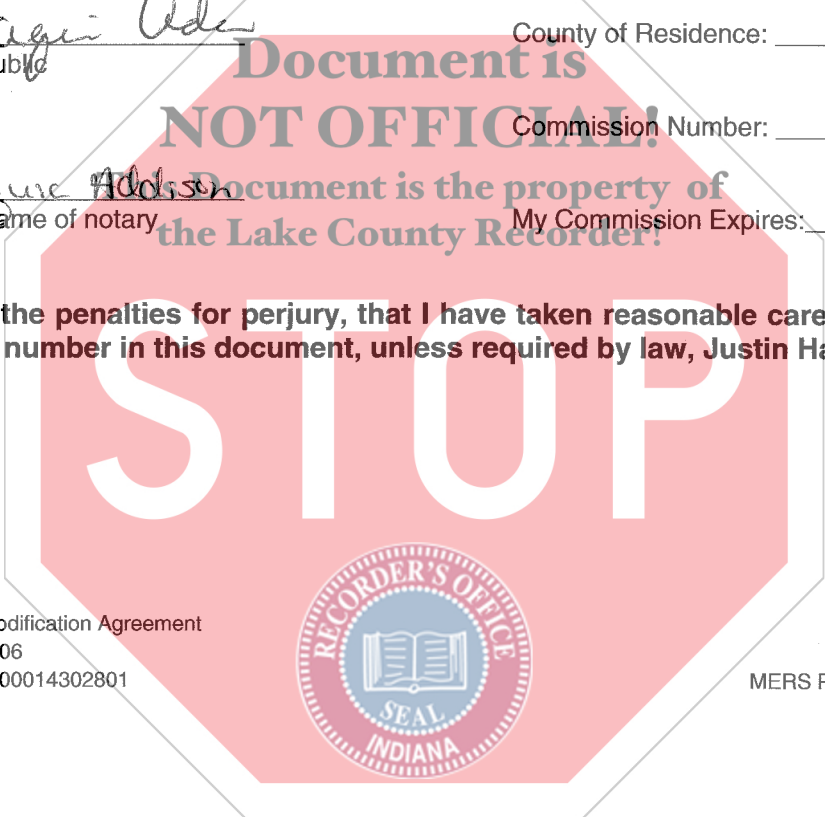 County of Residence:
Document is
NOT OFFICIAL!
Commission Number:
This Document is the property of
Addison
ame of notary
the Lake County Recorder!
My Commission Expires:
the penalties for perjury, that I have taken reasonable care
number in this document, unless required by law, Justin Ha
STOP
RECORDER'S OFFICE
SEAL
INDIANA
odification Agreement
06
00014302801
MERS